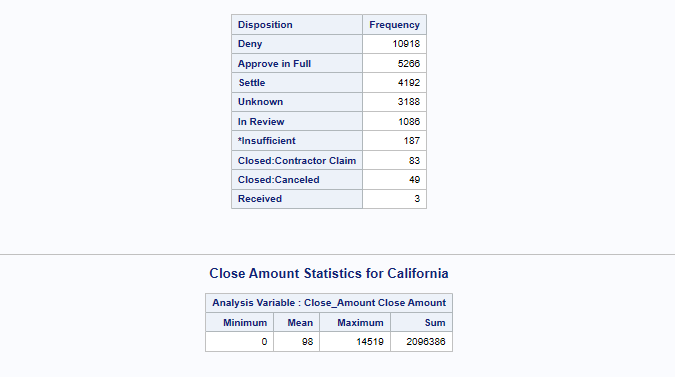 Disposition Frequency
Deny 10918
Approve in Full 5266
Settle 4192
Unknown 3188
In Review 1086
*Insufficient 187
Closed:Contractor Claim 83
Closed:Canceled 49
Received 3
Close Amount Statistics for California
Analysis Variable : Close_Amount Close Amount
Minimum Mean Maximum Sum
0 98 14519 2096386